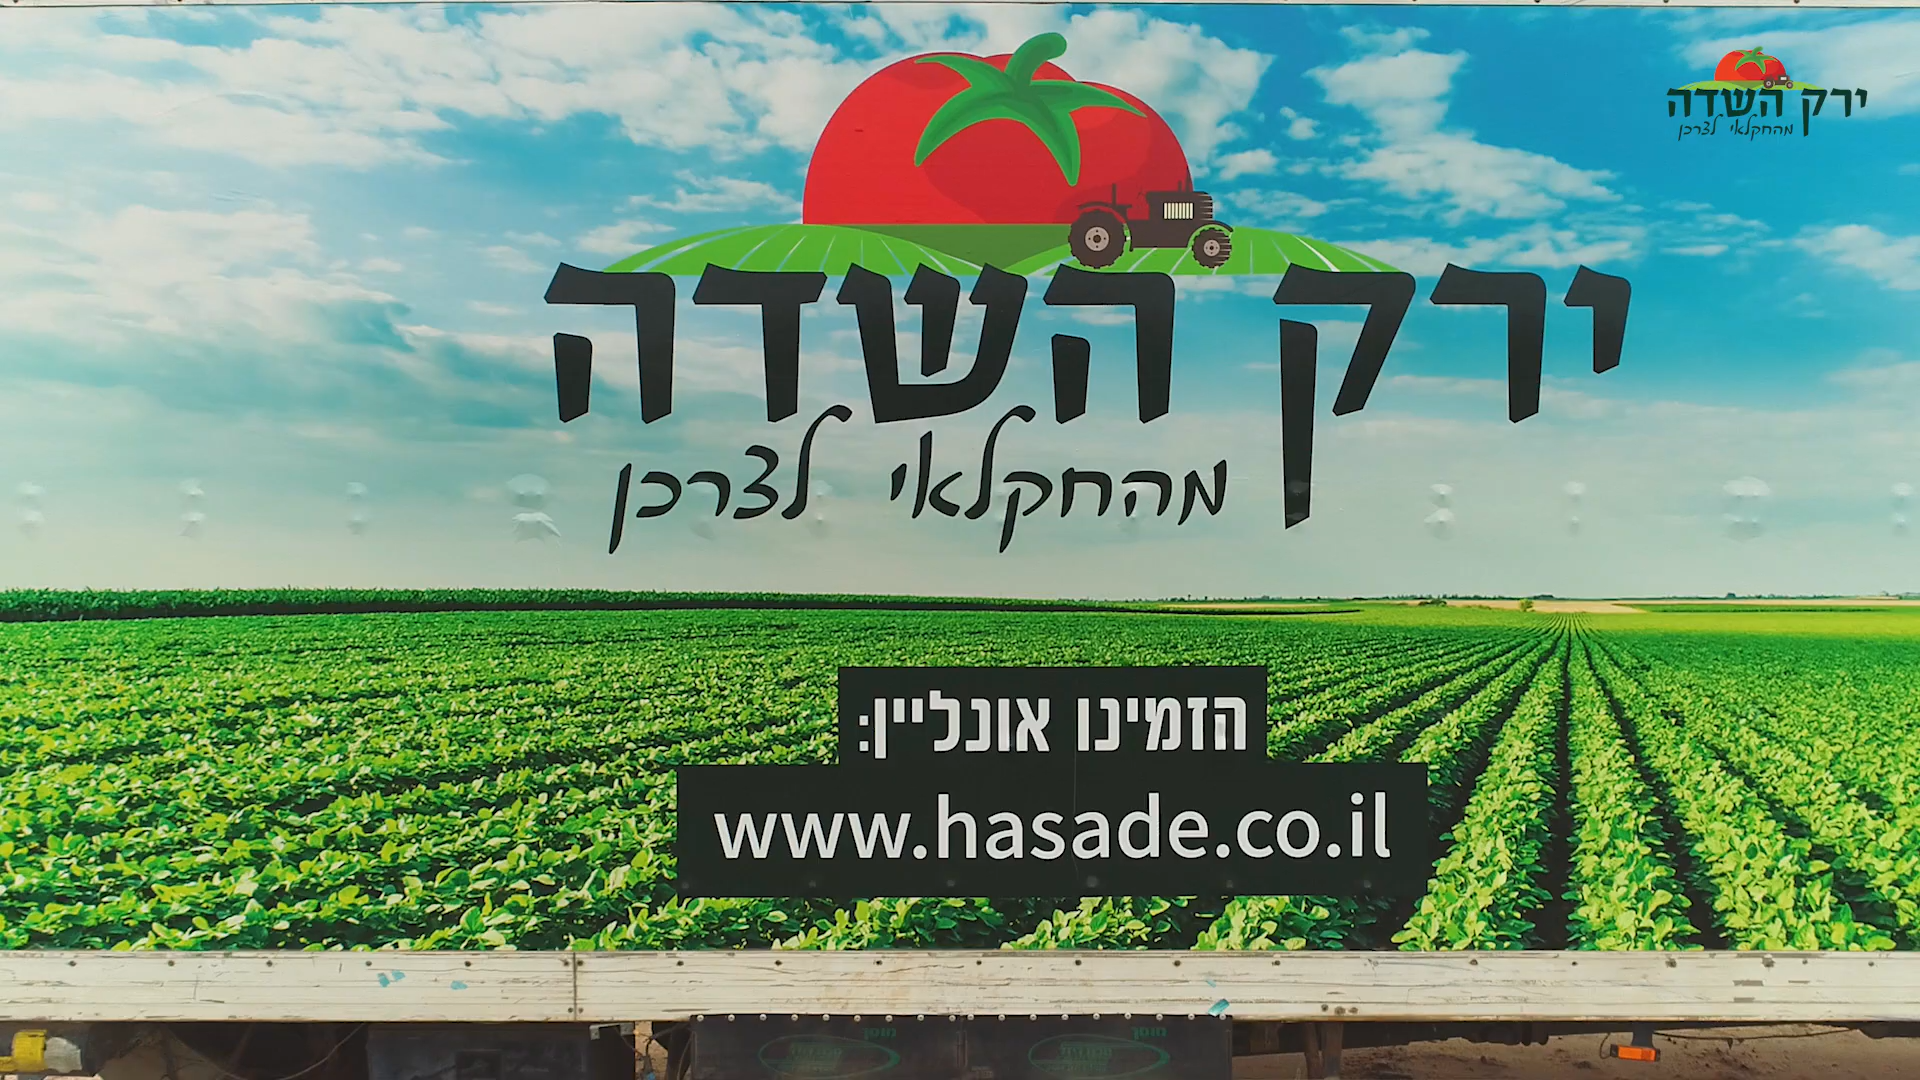 ירק השדה
מהחקלאי לצרכן
ירק השדה
מהחקלאי לצרכן
הזמינו אונליין:
www.hasade.co.il